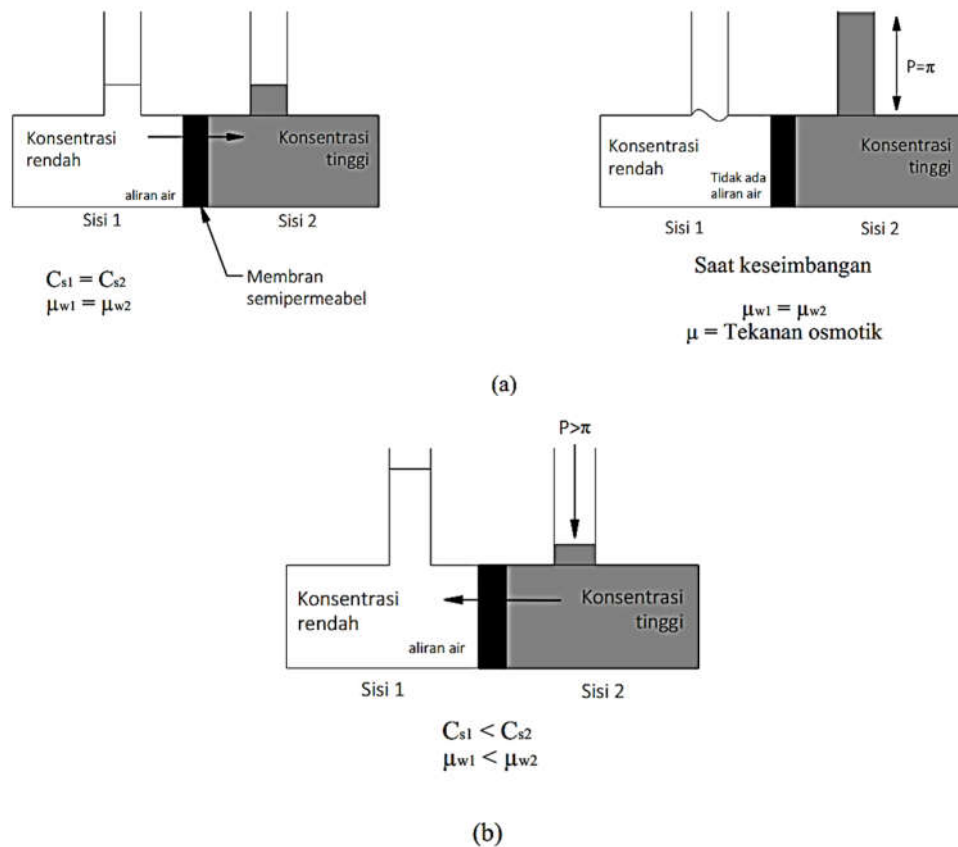 Konsentrasi
rendah
Konsentrasi
tinggi
aliran air
Sisi 1
Sisi 2
Cs1 = Cs2
μw1 = μw2
Membran
semipermeabel
P=π
Konsentrasi
rendah
Konsentrasi
tinggi
Tidak ada
aliran air
Sisi 1
Sisi 2
Saat keseimbangan
μw1 = μw2
μ = Tekanan osmotik
(a)
P>π
Konsentrasi
rendah
Konsentrasi
tinggi
aliran air
Sisi 1
Sisi 2
Cs1 < Cs2
μw1 < μw2
(b)